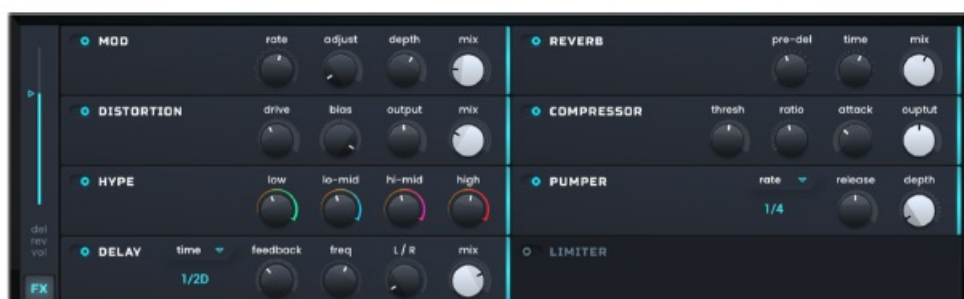 MOD rate adjust depth mix
REVERB pre-del time mix
DISTORTION drive bias output mix
COMPRESSOR thresh ratio attack ouptut
HYPE low lo-mid hi-mid high
PUMPER rate release depth
1/4
DELAY time feedback freq L/R mix
1/2D
LIMITER
del
rev
vol
FX